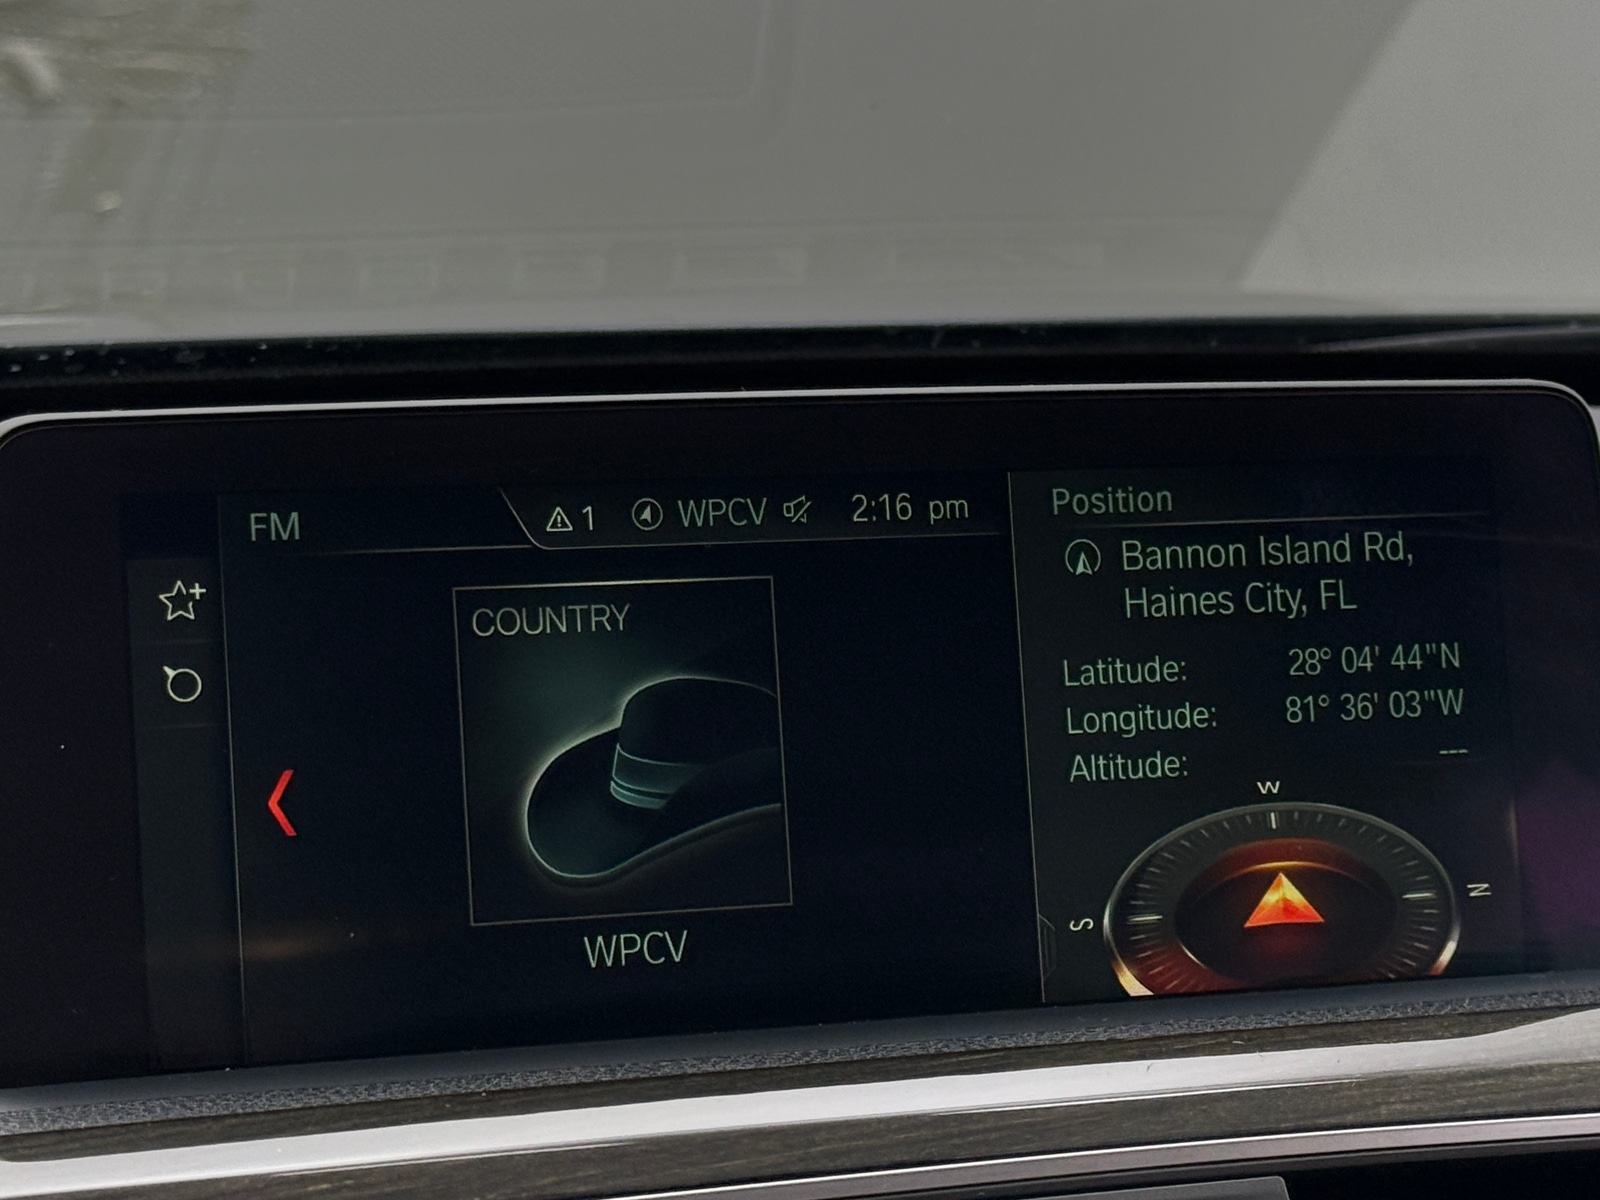 FM
1 WPCV 2:16 pm
COUNTRY
WPCV
Position
Bannon Island Rd,
Haines City, FL
Latitude: 28° 04' 44"N
Longitude: 81° 36' 03"W
Altitude: ---
W
S N